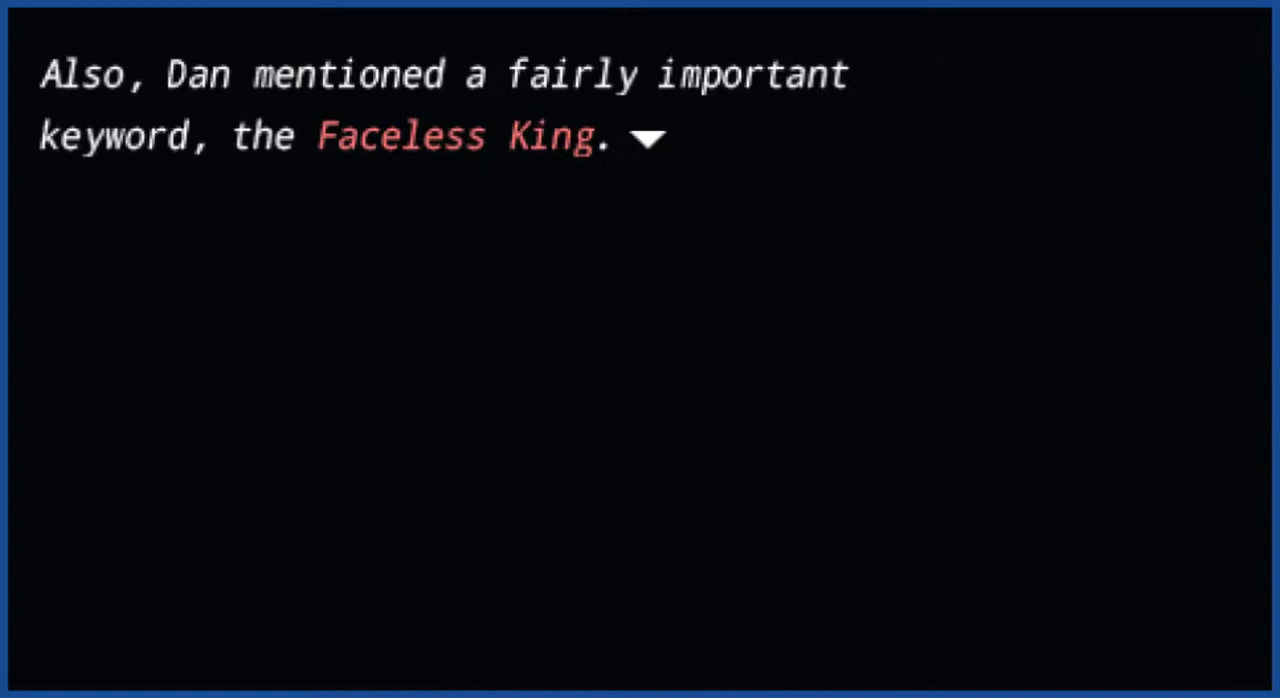 Also, Dan mentioned a fairly important
keyword, the Faceless King.